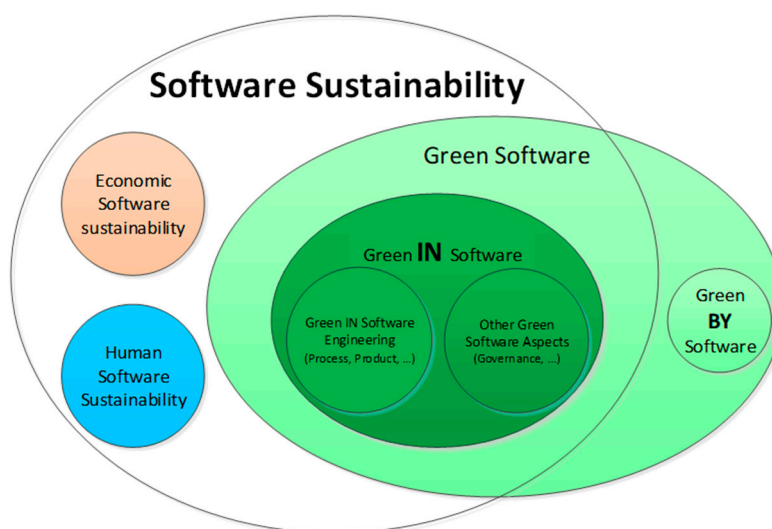 Software Sustainability
Green Software
Economic
Software
sustainability
Green IN Software
Green IN Software
Engineering
(Process, Product, ...)
Other Green
Software Aspects
(Governance, ...)
Green
BY
Software
Human
Software
Sustainability